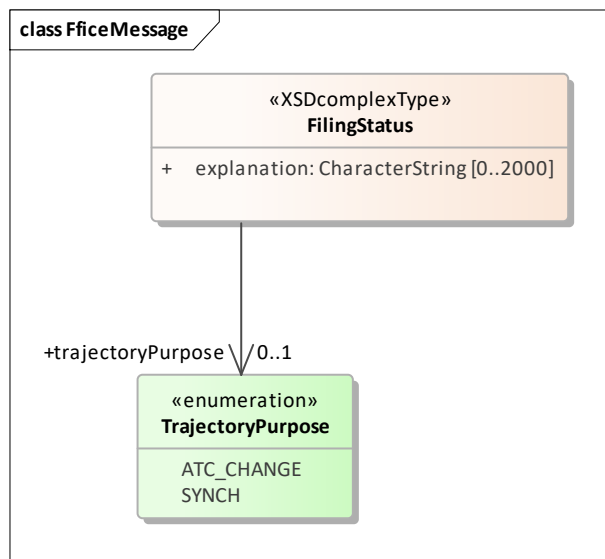 class FficeMessage
«XSDcomplexType»
FilingStatus
+ explanation: CharacterString [0..2000]
+trajectoryPurpose 0..1
«enumeration»
TrajectoryPurpose
ATC_CHANGE
SYNCH